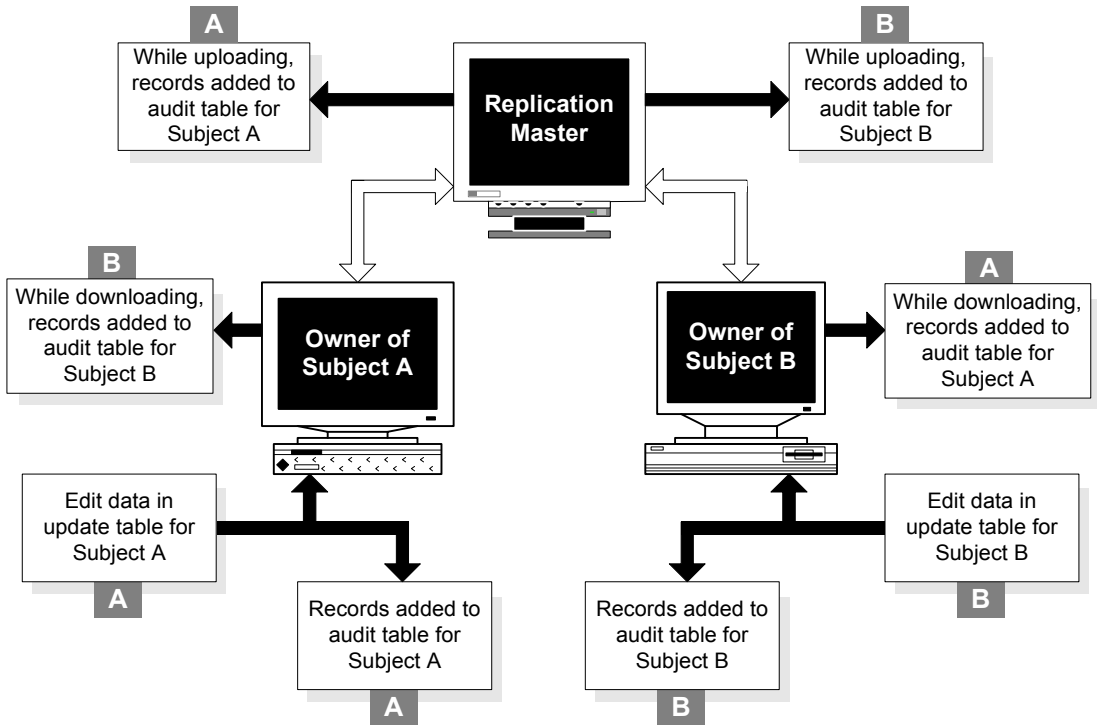 A
While uploading,
records added to
audit table for
Subject A
Replication
Master
B
While uploading,
records added to
audit table for
Subject B
B
While downloading,
records added to
audit table for
Subject B
Owner of
Subject A
Owner of
Subject B
A
While downloading,
records added to
audit table for
Subject A
Edit data in
update table for
Subject A
A
Records added to
audit table for
Subject A
A
Records added to
audit table for
Subject B
B
Edit data in
update table for
Subject B
B